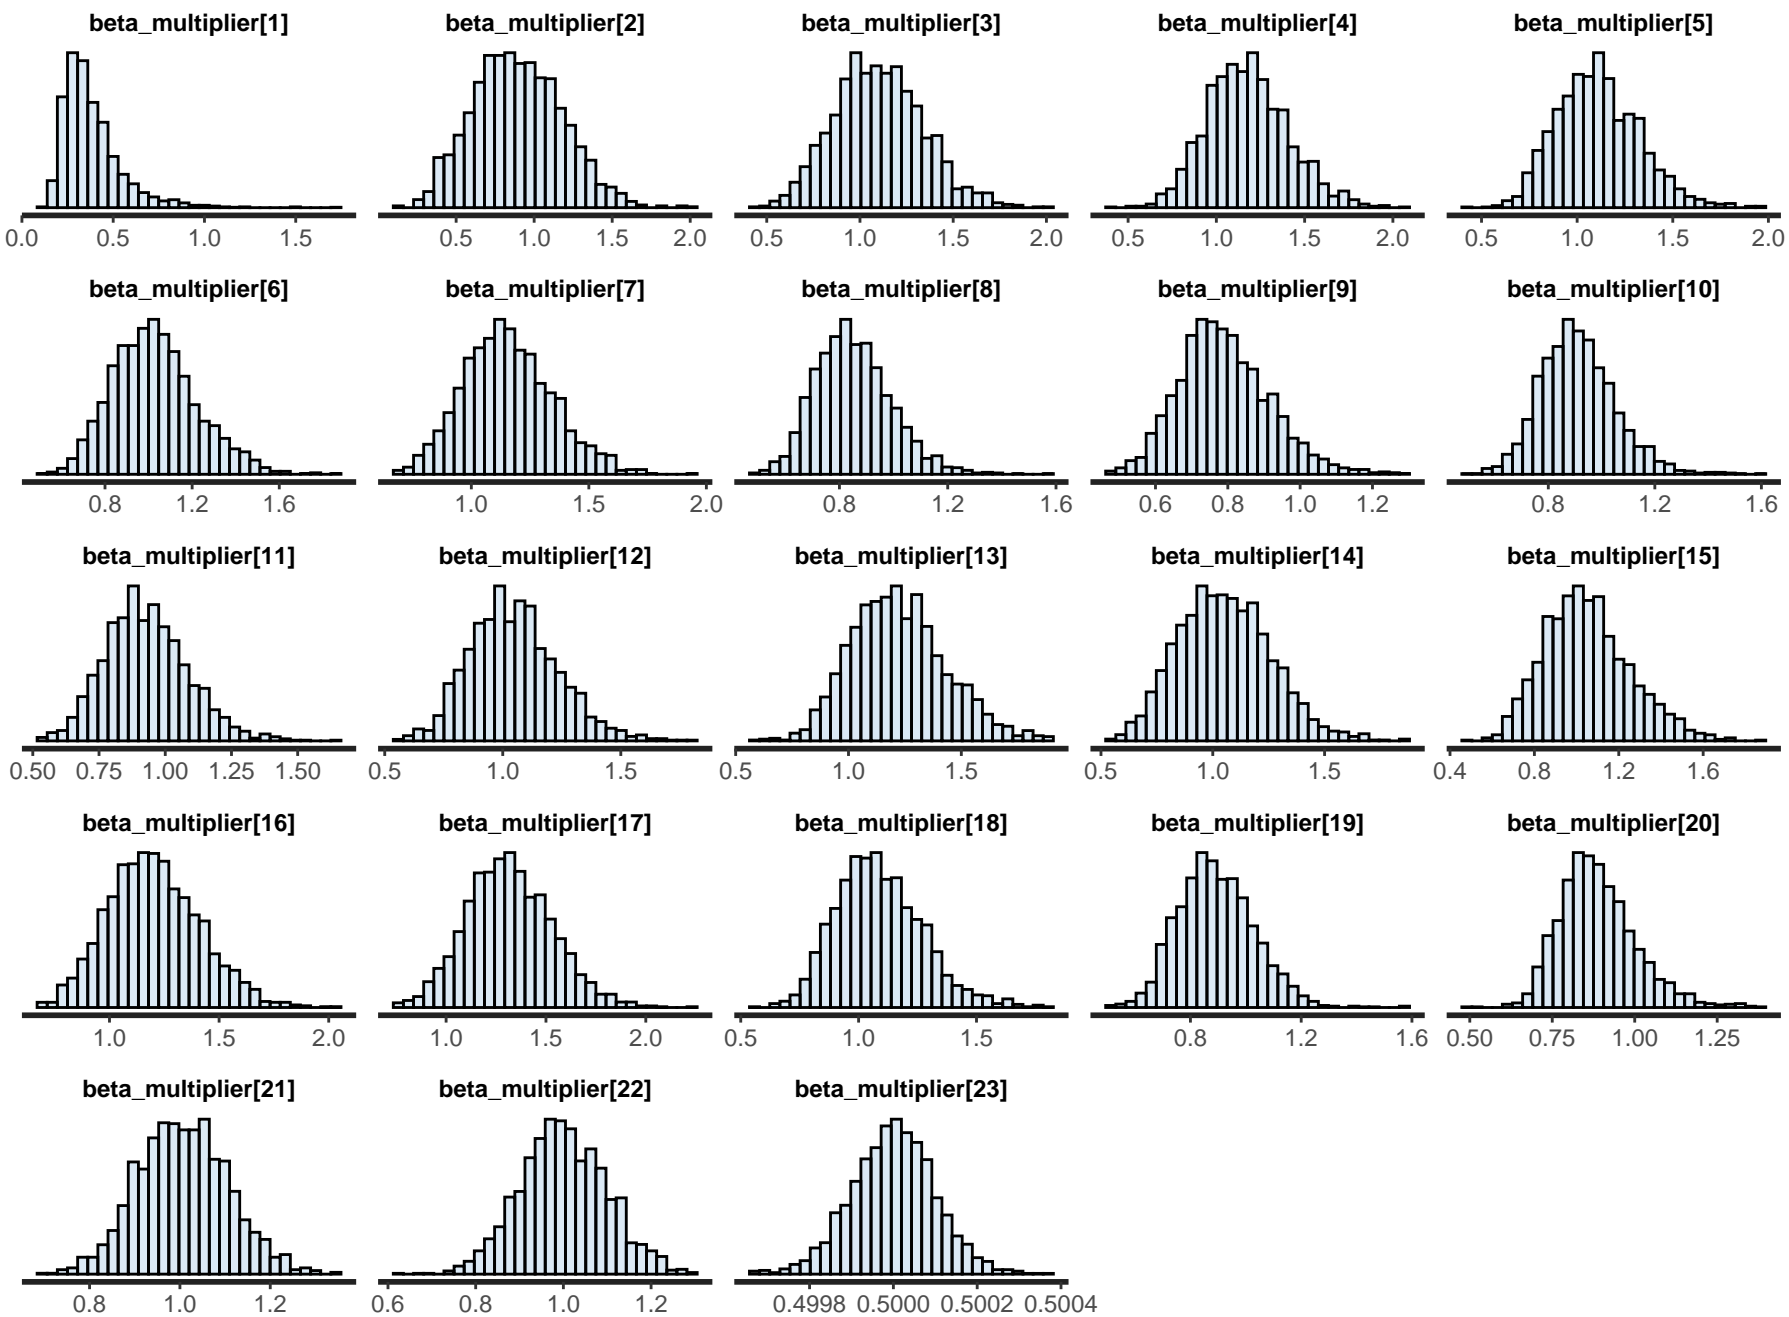 beta_multiplier[1] beta_multiplier[2] beta_multiplier[3] beta_multiplier[4] beta_multiplier[5]
0.0 0.5 1.0 1.5 0.5 1.0 1.5 2.0 0.5 1.0 1.5 2.0 0.5 1.0 1.5 2.0 0.5 1.0 1.5 2.0
beta_multiplier[6] beta_multiplier[7] beta_multiplier[8] beta_multiplier[9] beta_multiplier[10]
0.8 1.2 1.6 1.0 1.5 2.0 0.8 1.2 1.6 0.6 0.8 1.0 1.2 0.8 1.2 1.6
beta_multiplier[11] beta_multiplier[12] beta_multiplier[13] beta_multiplier[14] beta_multiplier[15]
0.50 0.75 1.00 1.25 1.50 0.5 1.0 1.5 0.5 1.0 1.5 0.5 1.0 1.5 0.4 0.8 1.2 1.6
beta_multiplier[16] beta_multiplier[17] beta_multiplier[18] beta_multiplier[19] beta_multiplier[20]
1.0 1.5 2.0 1.0 1.5 2.0 0.5 1.0 1.5 0.8 1.2 1.6 0.50 0.75 1.00 1.25
beta_multiplier[21] beta_multiplier[22] beta_multiplier[23]
0.8 1.0 1.2 0.6 0.8 1.0 1.2 0.4998 0.5000 0.5002 0.5004